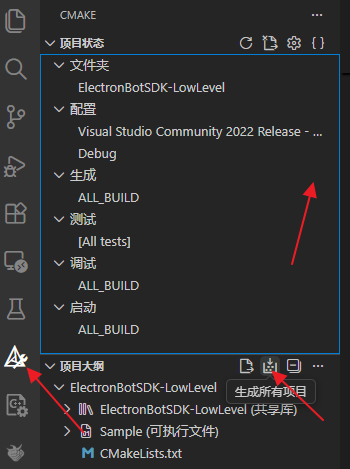 CMAKE
项目状态
文件夹
ElectronBotSDK-LowLevel
配置
Visual Studio Community 2022 Release - ...
Debug
生成
ALL_BUILD
测试
[All tests]
调试
ALL_BUILD
启动
ALL_BUILD
项目大纲
生成所有项目
ElectronBotSDK-LowLevel
ElectronBotSDK-LowLevel (共享库)
Sample (可执行文件)
CMakeLists.txt